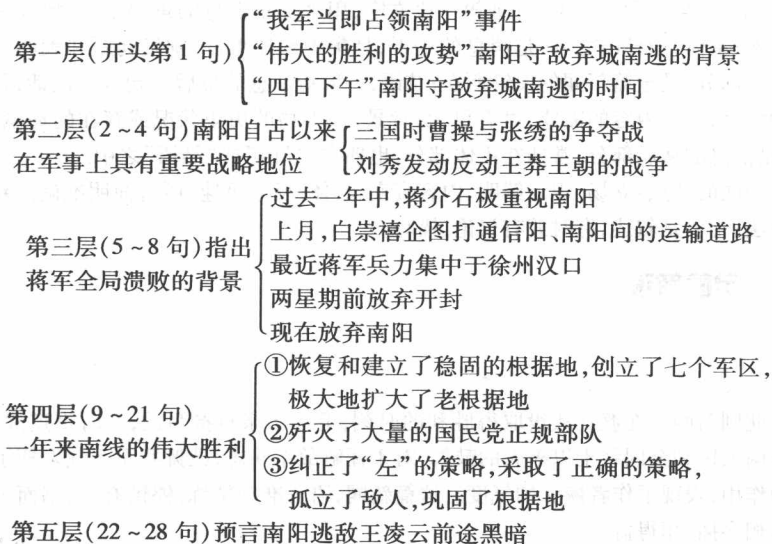 “我军当即占领南阳”事件
第一层(开头第1句) “伟大的胜利的攻势”南阳守敌弃城南逃的背景
“四日下午”南阳守敌弃城南逃的时间
第二层(2~4句)南阳自古以来 三国时曹操与张绣的争夺战
在军事上具有重要战略地位 刘秀发动反动王莽王朝的战争
过去一年中,蒋介石极重视南阳
第三层(5~8句)指出 上月,白崇禧企图打通信阳、南阳间的运输道路
蒋军全局溃败的背景 最近蒋军兵力集中于徐州汉口
两星期前放弃开封
现在放弃南阳
①恢复和建立了稳固的根据地,创立了七个军区,
极大地扩大了老根据地
第四层(9~21句)
一年来南线的伟大胜利 ②歼灭了大量的国民党正规部队
③纠正了“左”的策略,采取了正确的策略,
孤立了敌人,巩固了根据地
第五层(22~28句)预言南阳逃敌王凌云前途黑暗